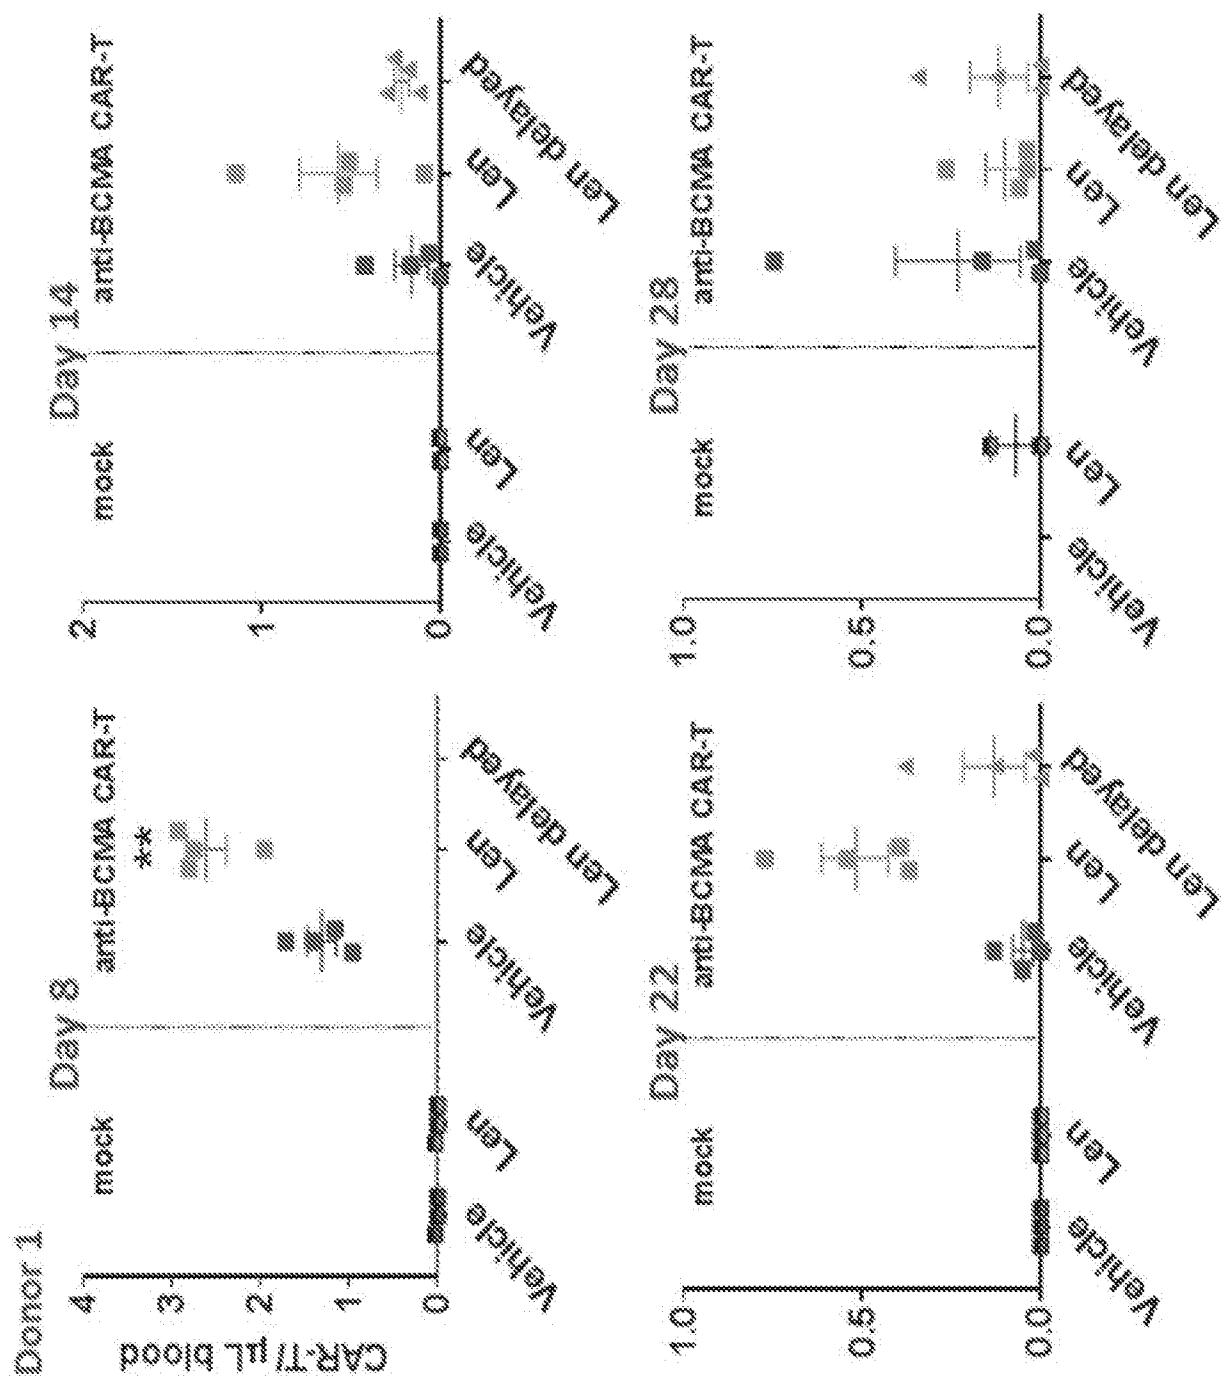 Donor 1
Day 8
mock
anti-BCMA CAR-T
**
CAR-T/ µL blood
4
3
2
1
0
Vehicle
Len
Vehicle
Len
Len delayed
Day 14
mock
anti-BCMA CAR-T
2
1
0
Vehicle
Len
Vehicle
Len
Len delayed
Day 22
mock
anti-BCMA CAR-T
1.0
0.5
0.0
Vehicle
Len
Vehicle
Len
Len delayed
Day 28
mock
anti-BCMA CAR-T
1.0
0.5
0.0
Vehicle
Len
Vehicle
Len
Len delayed